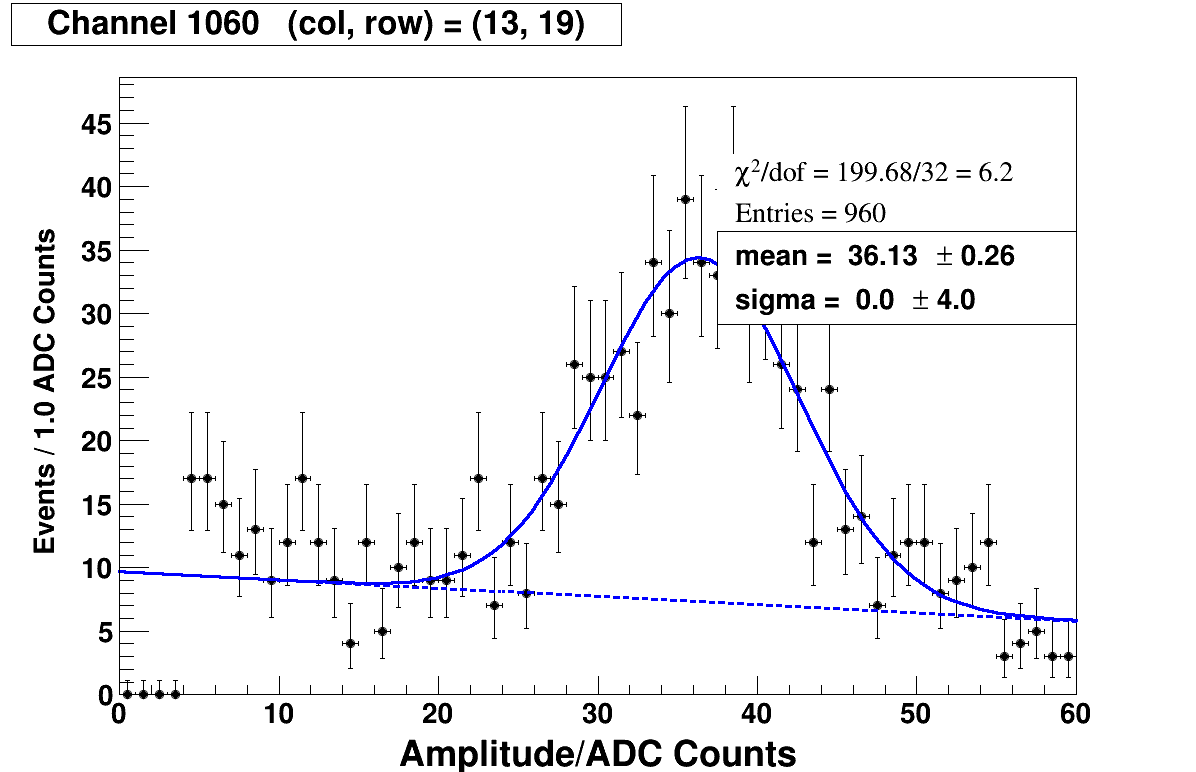 Channel 1060 (col, row) = (13, 19)
χ²/dof = 199.68/32 = 6.2
Entries = 960
mean = 36.13 ± 0.26
sigma = 0.0 ± 4.0
Events / 1.0 ADC Counts
45
40
35
30
25
20
15
10
5
0
0 10 20 30 40 50 60
Amplitude/ADC Counts